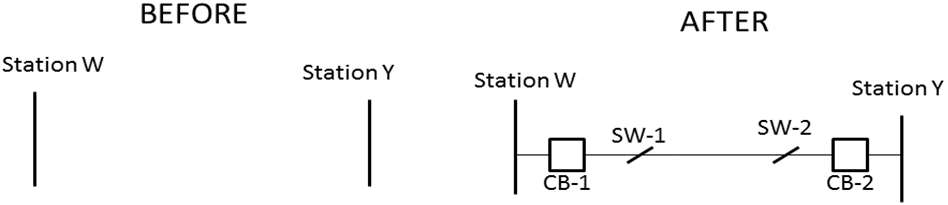 BEFORE
Station W
Station Y
AFTER
Station W
Station Y
SW-1
SW-2
CB-1
CB-2